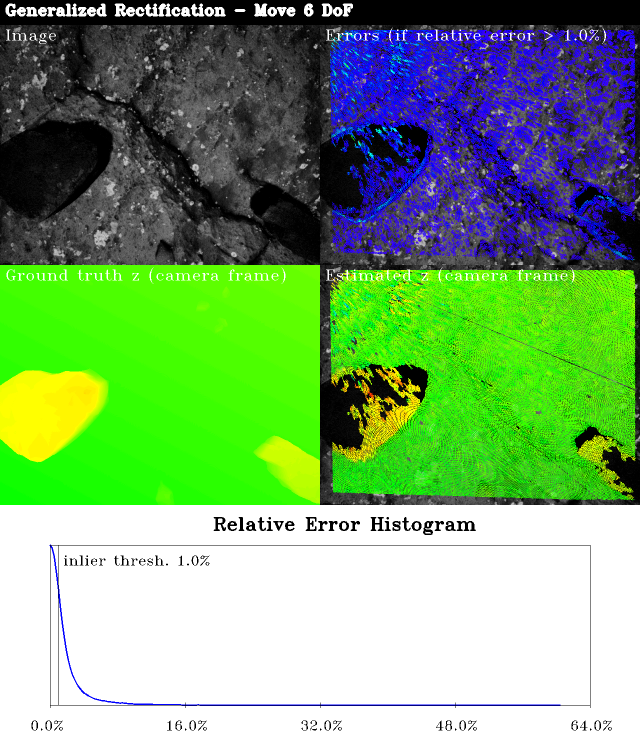 Generalized Rectification - Move 6 DoF
Image
Errors (if relative error > 1.0%)
Ground truth z (camera frame)
Estimated z (camera frame)
Relative Error Histogram
inlier thresh. 1.0%
0.0% 16.0% 32.0% 48.0% 64.0%